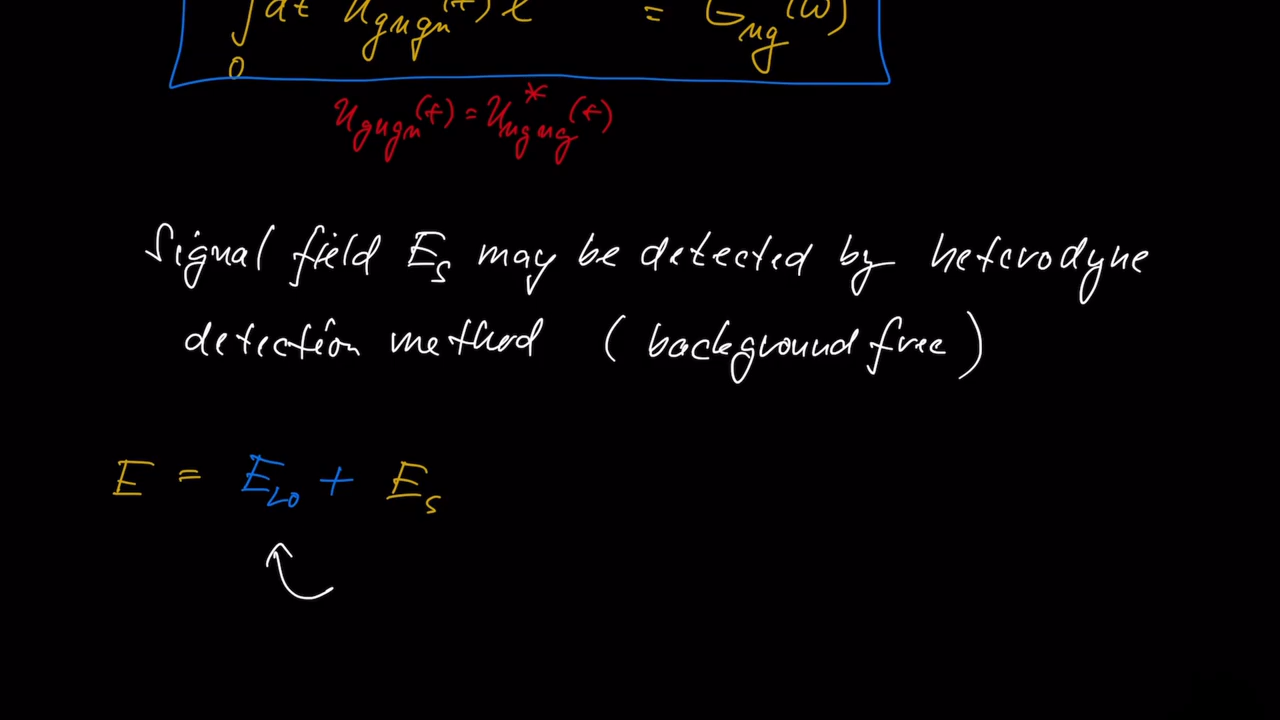 ∫₀ dt U_{gngn}(t) e = G_{ng}(ω)
U_{gngn}(t) = U*_{ngng}(t)
Signal field E_s may be detected by heterodyne
detection method (background free)
E = E_{LO} + E_s